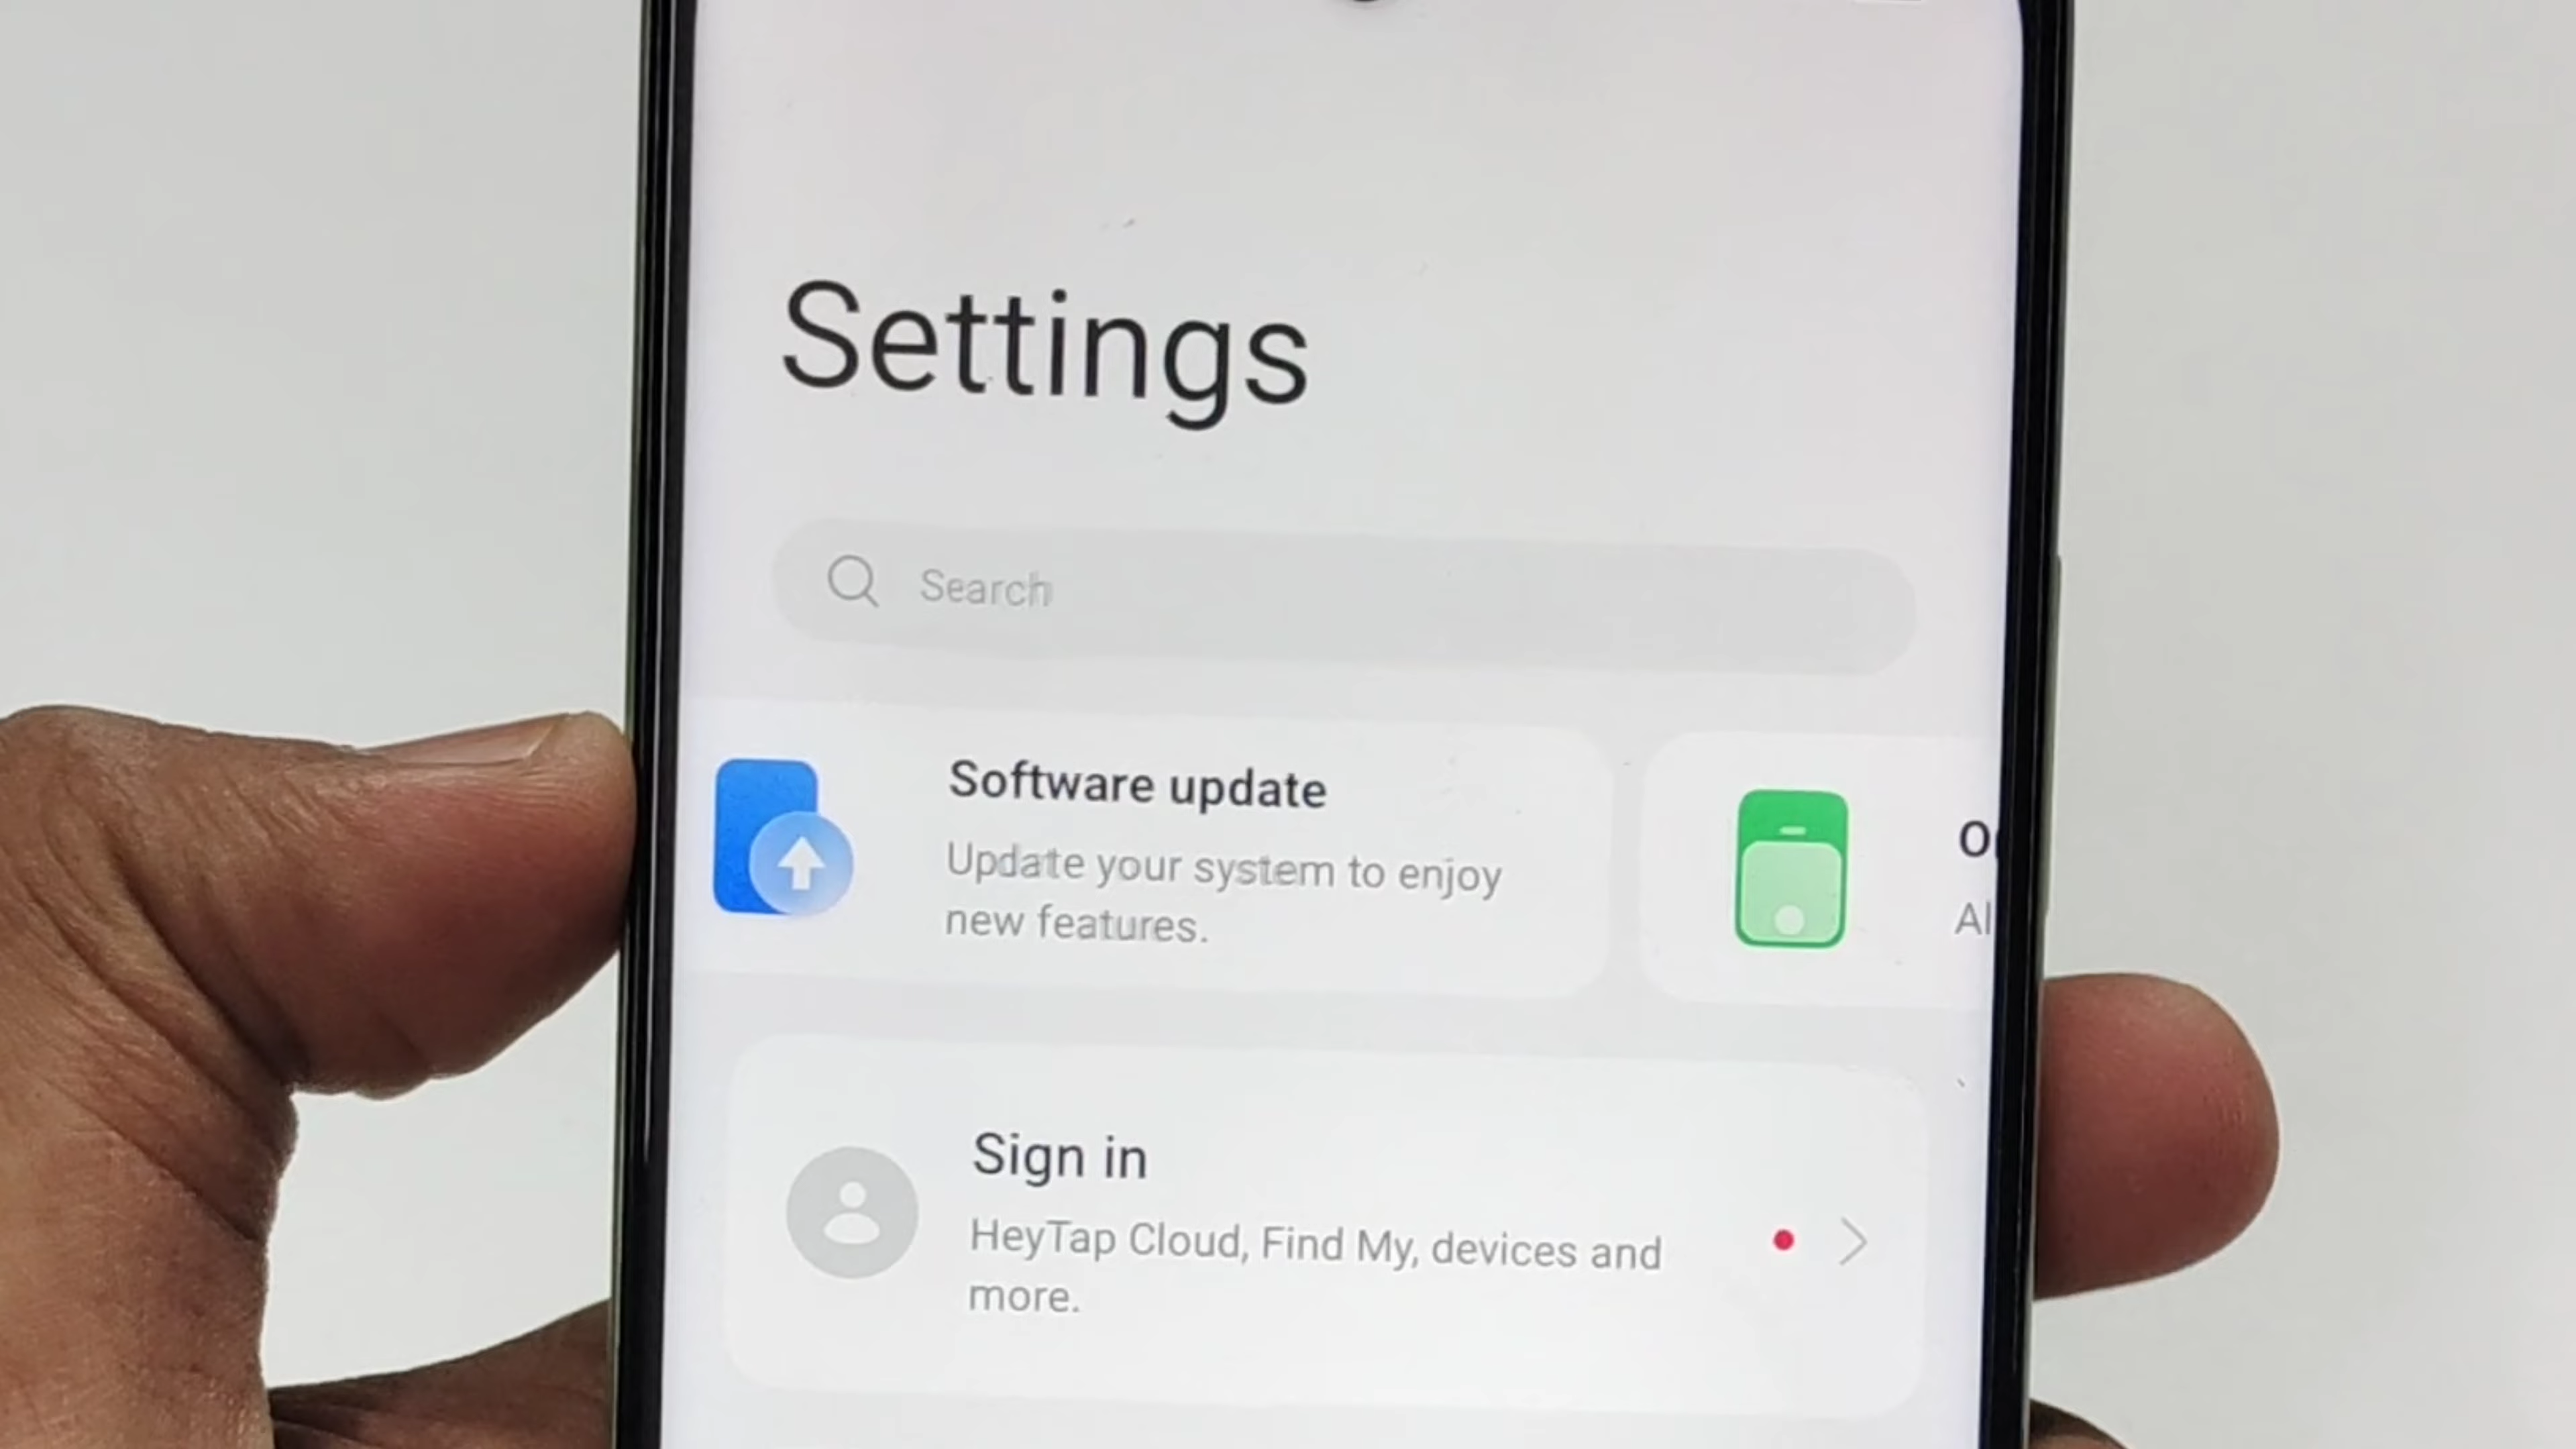 Settings
Search
Software update
Update your system to enjoy
new features.
Sign in
HeyTap Cloud, Find My, devices and
more.